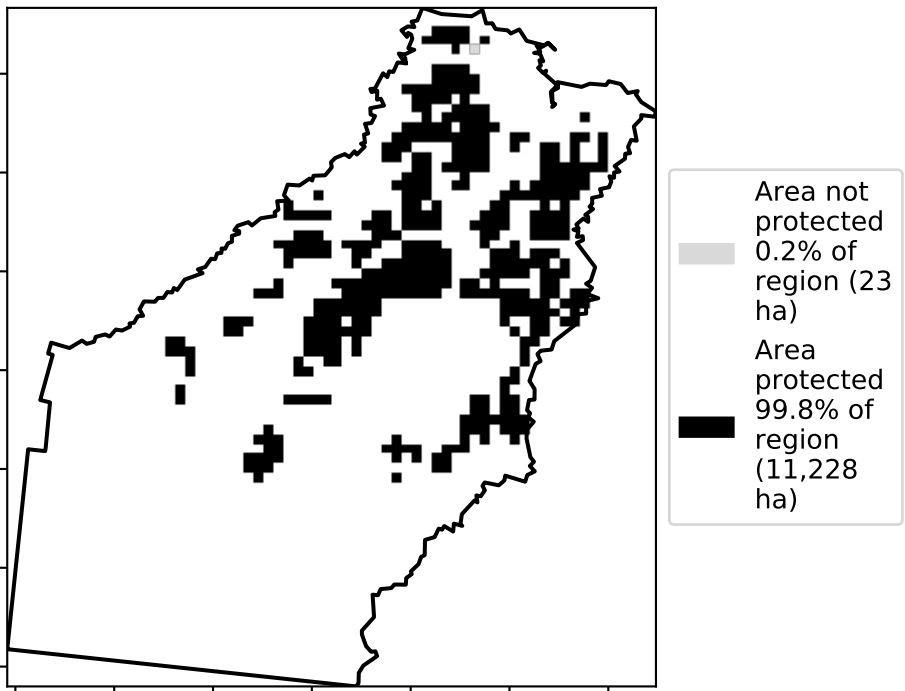 Area not
protected
0.2% of
region (23
ha)
Area
protected
99.8% of
region
(11,228
ha)